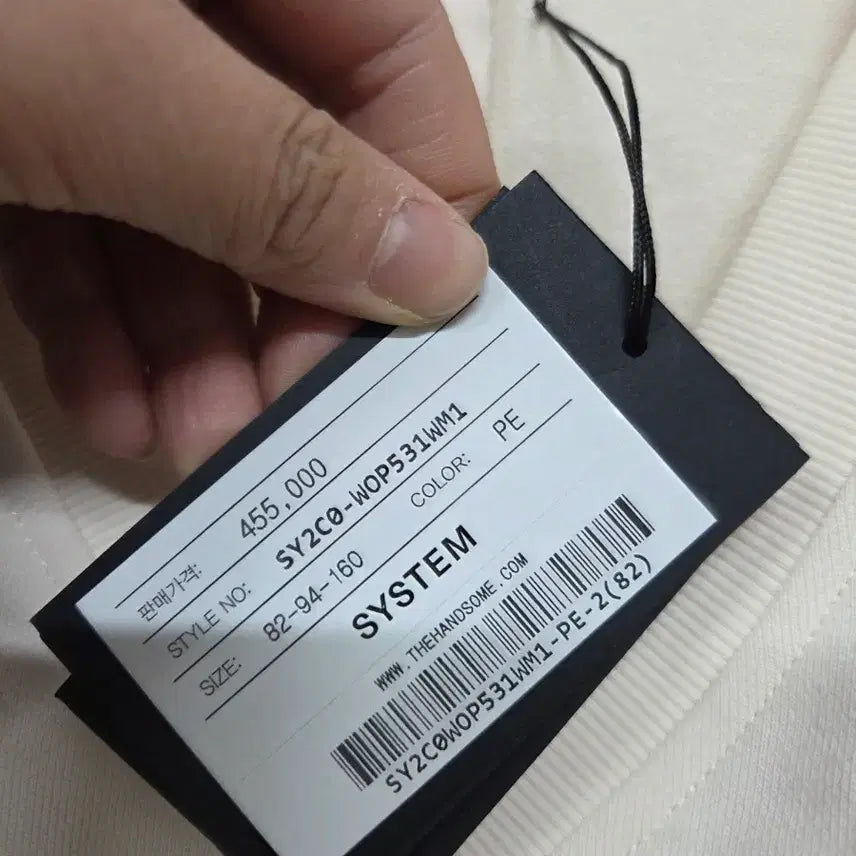 판매가격: 455,000
STYLE NO: SY2C0-WOP531WM1
SIZE: 82-94-160 COLOR: PE
SYSTEM
WWW.THEHANDSOME.COM
SY2C0WOP531WM1-PE-2(82)